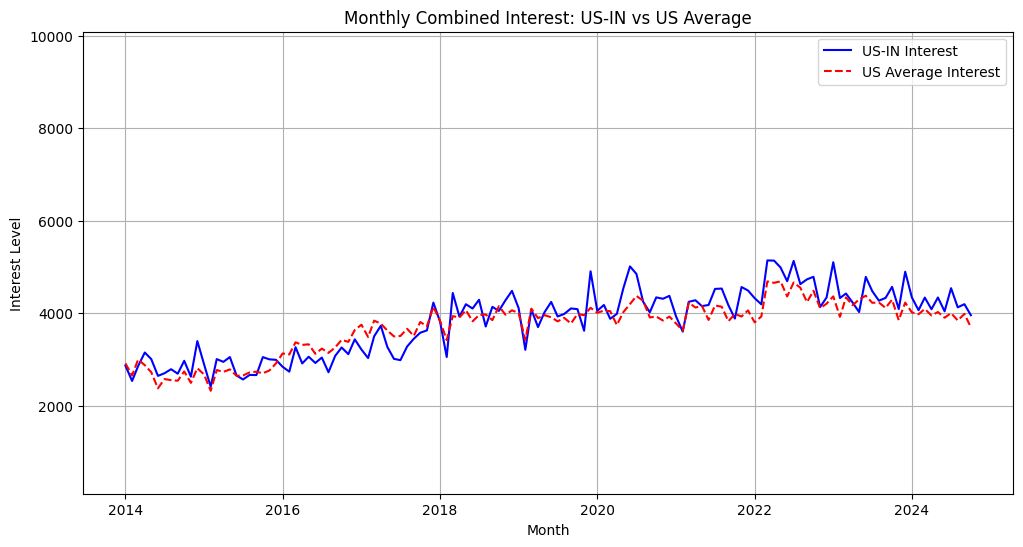 Monthly Combined Interest: US-IN vs US Average
10000
8000
6000
4000
2000
Interest Level
US-IN Interest
US Average Interest
2014 2016 2018 2020 2022 2024
Month